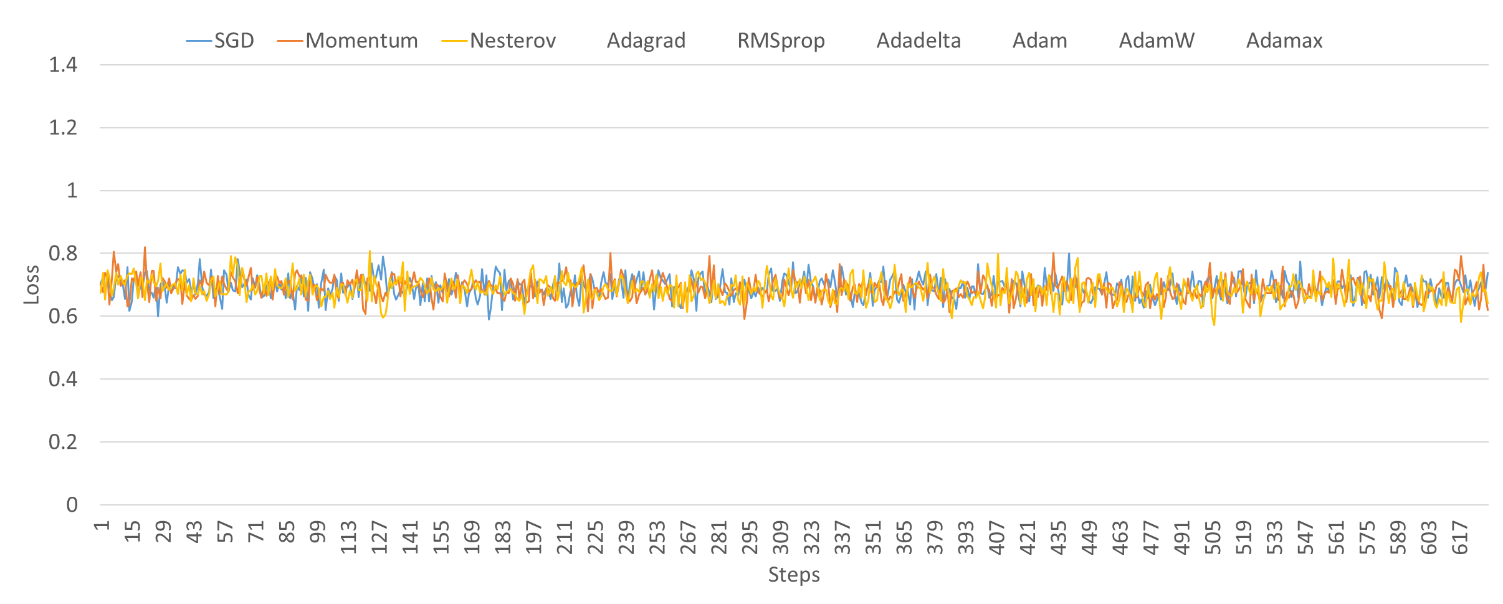 SGD Momentum Nesterov Adagrad RMSprop Adadelta Adam AdamW Adamax
1.4
1.2
1
0.8
0.6
0.4
0.2
0
Loss
1 15 29 43 57 71 85 99 113 127 141 155 169 183 197 211 225 239 253 267 281 295 309 323 337 351 365 379 393 407 421 435 449 463 477 491 505 519 533 547 561 575 589 603 617
Steps